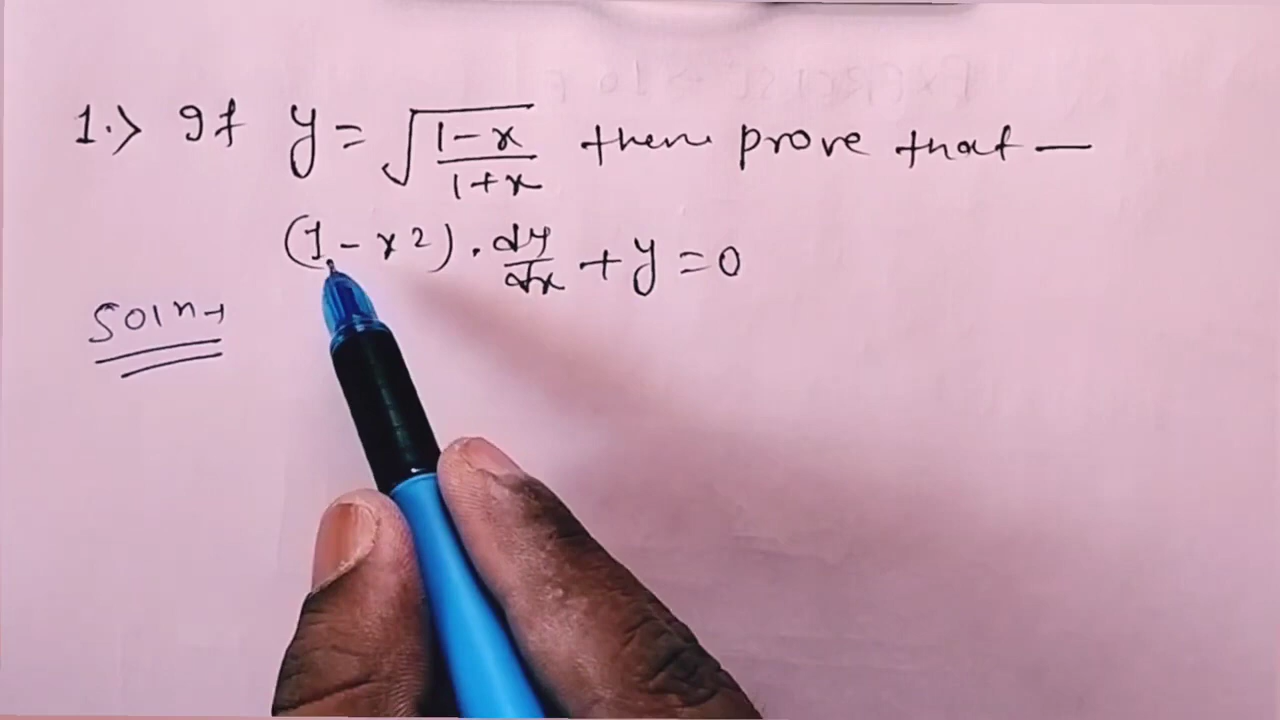 1.> If y = √((1-x)/(1+x)) then prove that —
(1-x²)·dy/dx + y = 0
Soln→